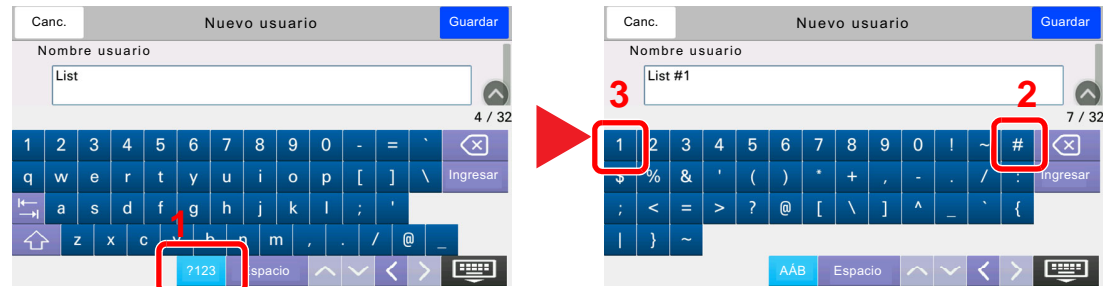 Canc. Nuevo usuario Guardar
Nombre usuario
List
4 / 32
1 2 3 4 5 6 7 8 9 0 - = `
q w e r t y u i o p [ ] \ Ingresar
a s d f g h j k l ; '
1
z x c v b n m , . / @ _
?123 Espacio
Canc. Nuevo usuario Guardar
Nombre usuario
List #1
3 2
7 / 32
1 2 3 4 5 6 7 8 9 0 ! ~ #
$ % & ' ( ) * + , - . / : Ingresar
; < = > ? @ [ \ ] ^ _ ` {
| } ~
AÁB Espacio